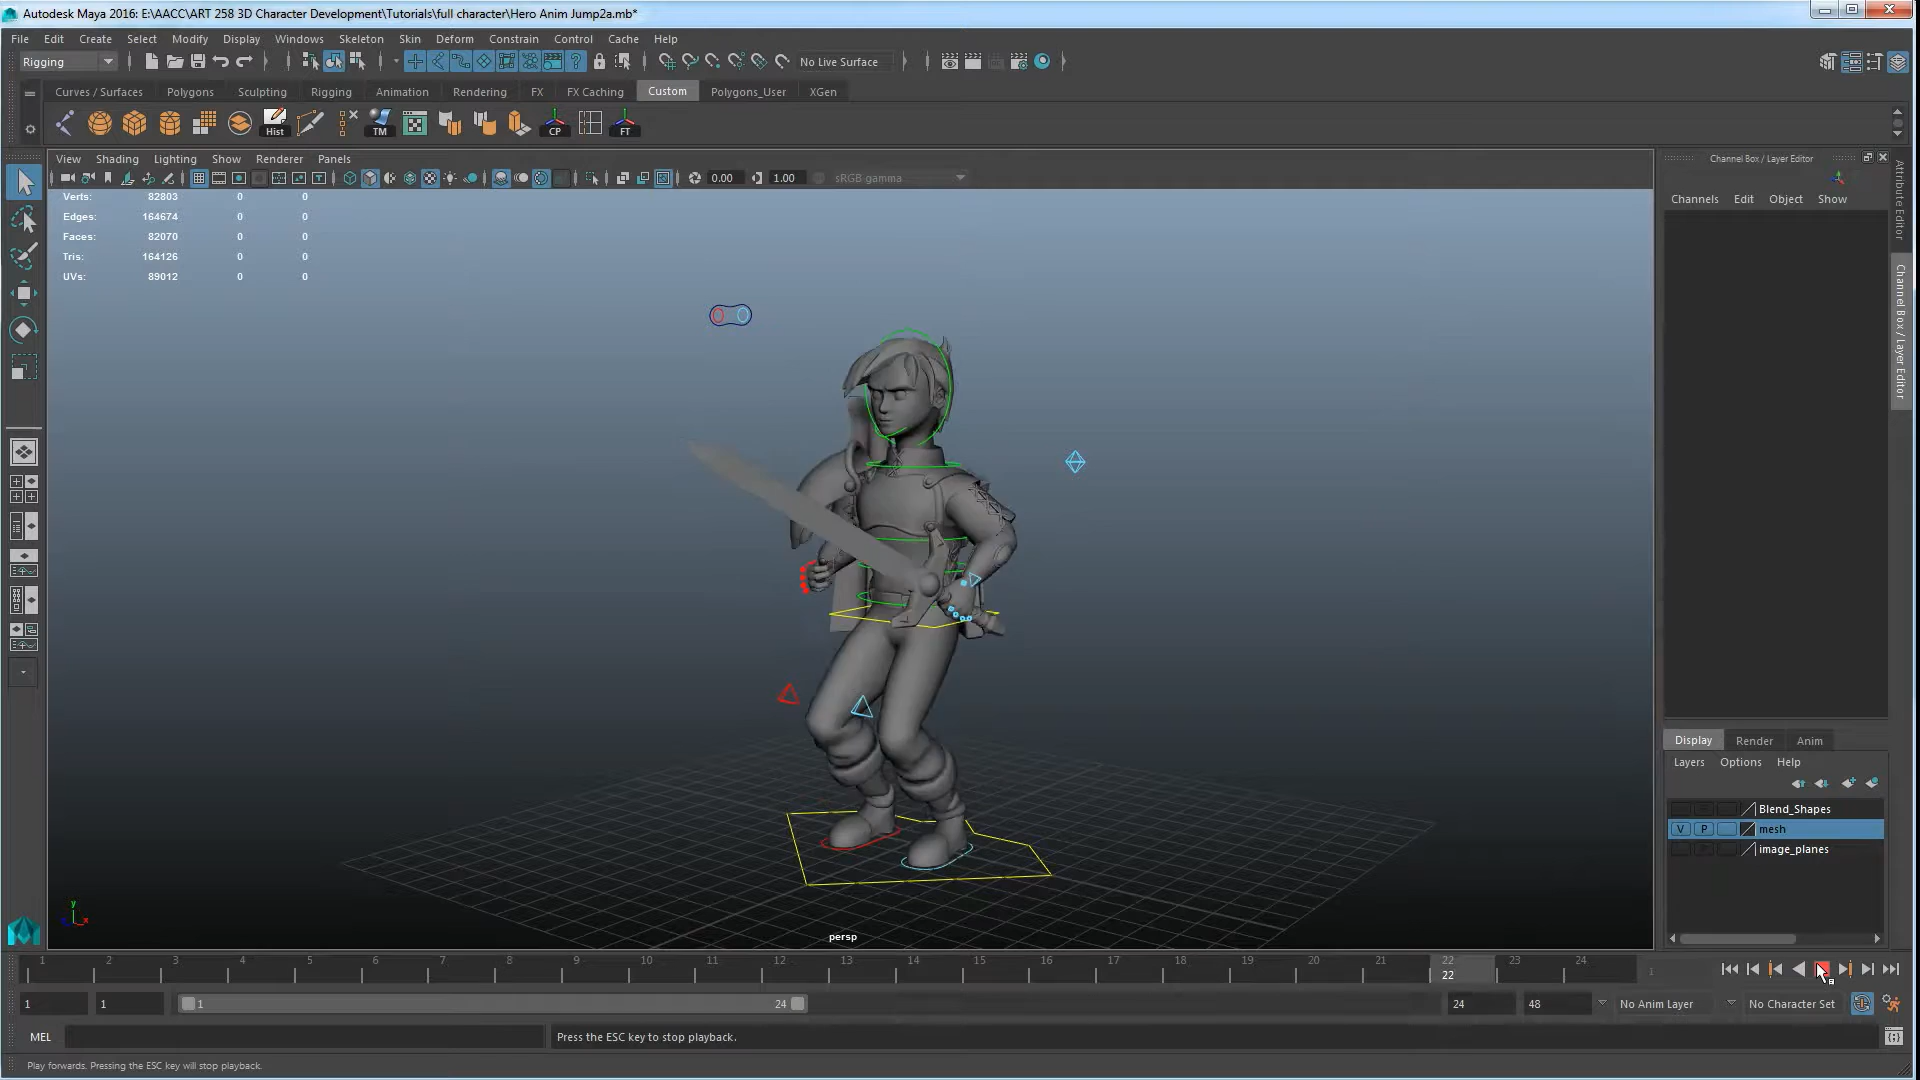 Autodesk Maya 2016: E:\AACC\ART 258 3D Character Development\Tutorials\full character\Hero Anim Jump2a.mb*
File Edit Create Select Modify Display Windows Skeleton Skin Deform Constrain Control Cache Help
Rigging No Live Surface
Curves / Surfaces Polygons Sculpting Rigging Animation Rendering FX FX Caching Custom Polygons_User XGen
Hist TM CP FT
View Shading Lighting Show Renderer Panels
0.00 1.00 sRGB gamma
Verts: 82803 0 0
Edges: 164674 0 0
Faces: 82070 0 0
Tris: 164126 0 0
UVs: 89012 0 0
y
x
persp
Channel Box / Layer Editor
Channels Edit Object Show
Attribute Editor
Channel Box / Layer Editor
Display Render Anim
Layers Options Help
Blend_Shapes
V P mesh
image_planes
1 2 3 4 5 6 7 8 9 10 11 12 13 14 15 16 17 18 19 20 21 22 23 24
22
1 1 1 24 24 48 No Anim Layer No Character Set
MEL Press the ESC key to stop playback.
Play forwards. Pressing the ESC key will stop playback.